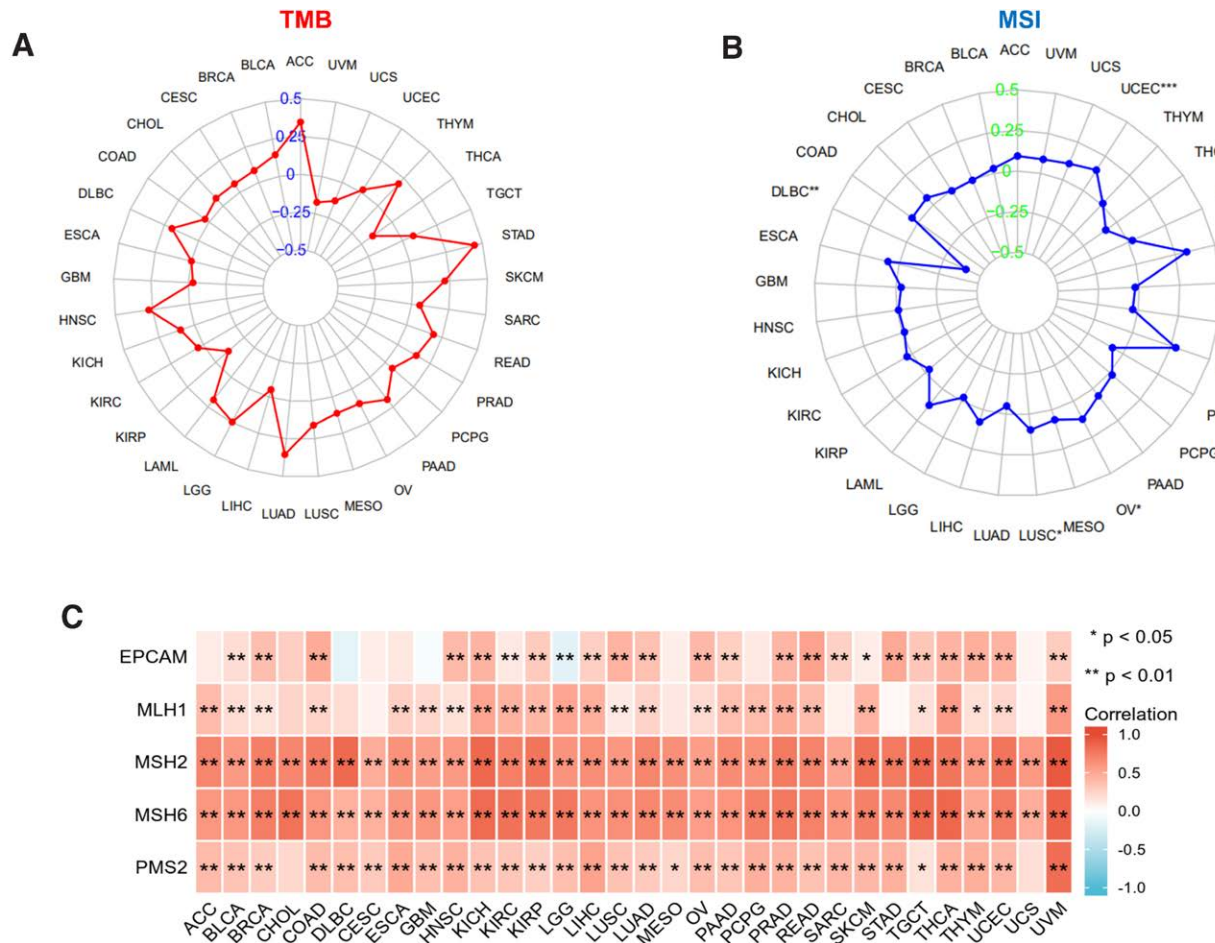 TMB
A
ACC
UVM
UCS
UCEC
THYM
THCA
TGCT
STAD
SKCM
SARC
READ
PRAD
PCPG
PAAD
OV
MESO
LUSC
LUAD
LIHC
LGG
LAML
KIRP
KIRC
KICH
HNSC
GBM
ESCA
DLBC
COAD
CHOL
CESC
BRCA
BLCA
0.5
0.25
0
−0.25
−0.5
MSI
B
ACC
UVM
UCS
UCEC***
THYM
THC
P
PCPG
PAAD
OV*
MESO
LUSC*
LUAD
LIHC
LGG
LAML
KIRP
KIRC
KICH
HNSC
GBM
ESCA
DLBC**
COAD
CHOL
CESC
BRCA
BLCA
0.5
0.25
0
−0.25
−0.5
C
EPCAM ** ** ** ** ** ** ** ** ** ** ** ** ** ** ** ** ** * ** ** ** ** ** **
MLH1 ** ** ** ** ** ** ** ** ** ** ** ** ** ** ** ** ** ** ** ** ** * ** * ** **
MSH2 ** ** ** ** ** ** ** ** ** ** ** ** ** ** ** ** ** ** ** ** ** ** ** ** ** ** ** ** ** ** ** **
MSH6 ** ** ** ** ** ** ** ** ** ** ** ** ** ** ** ** ** ** ** ** ** ** ** ** ** ** ** ** ** ** ** **
PMS2 ** ** ** ** ** ** ** ** ** ** ** ** ** ** ** ** * ** ** ** ** ** ** ** ** * ** ** ** **
ACC BLCA BRCA CHOL COAD DLBC CESC ESCA GBM HNSC KICH KIRC KIRP LGG LIHC LUSC LUAD MESO OV PAAD PCPG PRAD READ SARC SKCM STAD TGCT THCA THYM UCEC UCS UVM
* p < 0.05
** p < 0.01
Correlation
1.0
0.5
0.0
-0.5
-1.0